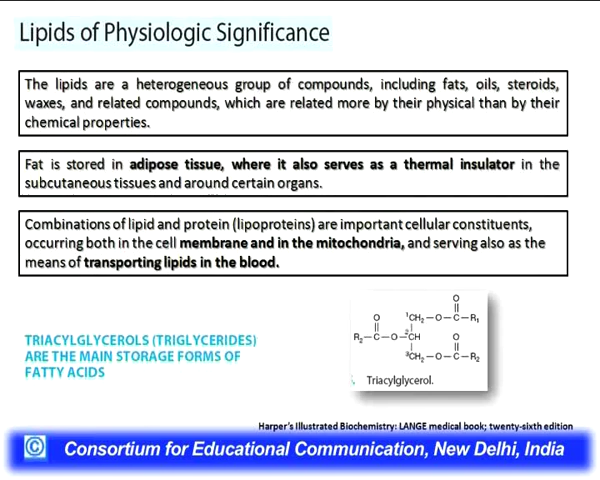 Lipids of Physiologic Significance
The lipids are a heterogeneous group of compounds, including fats, oils, steroids,
waxes, and related compounds, which are related more by their physical than by their
chemical properties.
Fat is stored in adipose tissue, where it also serves as a thermal insulator in the
subcutaneous tissues and around certain organs.
Combinations of lipid and protein (lipoproteins) are important cellular constituents,
occurring both in the cell membrane and in the mitochondria, and serving also as the
means of transporting lipids in the blood.
TRIACYLGLYCEROLS (TRIGLYCERIDES)
ARE THE MAIN STORAGE FORMS OF
FATTY ACIDS
O
O ¹CH₂—O—C—R₁
R₂—C—O—²CH O
³CH₂—O—C—R₂
Triacylglycerol.
Harper's Illustrated Biochemistry: LANGE medical book; twenty-sixth edition
© Consortium for Educational Communication, New Delhi, India